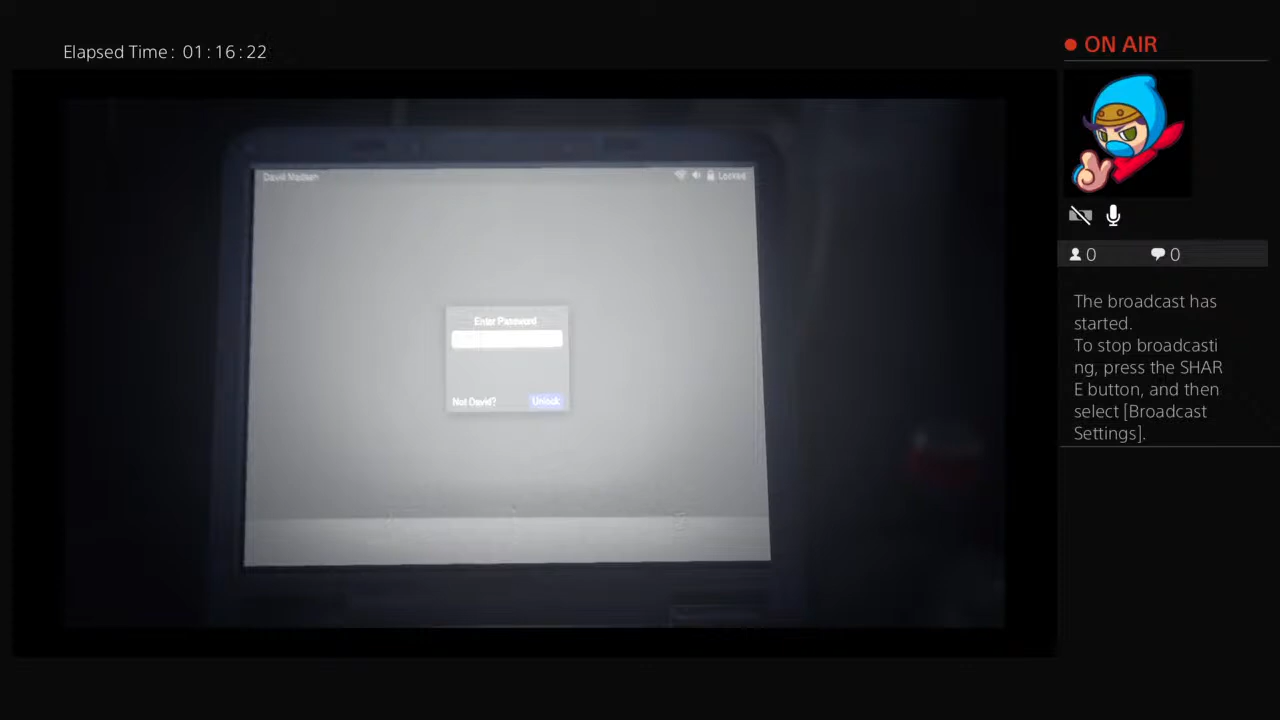 Elapsed Time: 01:16:22
ON AIR
David Madsen
Locked
0
0
Enter Password
Not David?
Unlock
The broadcast has
started.
To stop broadcasti
ng, press the SHAR
E button, and then
select [Broadcast
Settings].